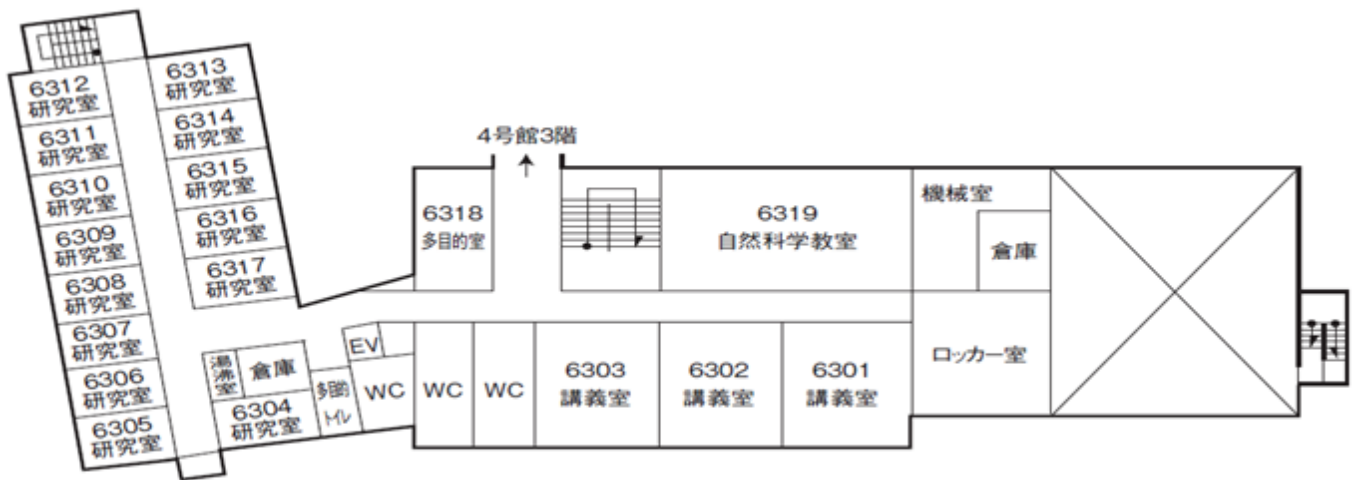 6312
研究室
6311
研究室
6310
研究室
6309
研究室
6308
研究室
6307
研究室
6306
研究室
6305
研究室
6313
研究室
6314
研究室
6315
研究室
6316
研究室
6317
研究室
湯沸室
倉庫
6304
研究室
多目的
トイレ
EV
WC
WC
WC
4号館3階
6318
多目的室
6319
自然科学教室
機械室
倉庫
ロッカー室
6303
講義室
6302
講義室
6301
講義室